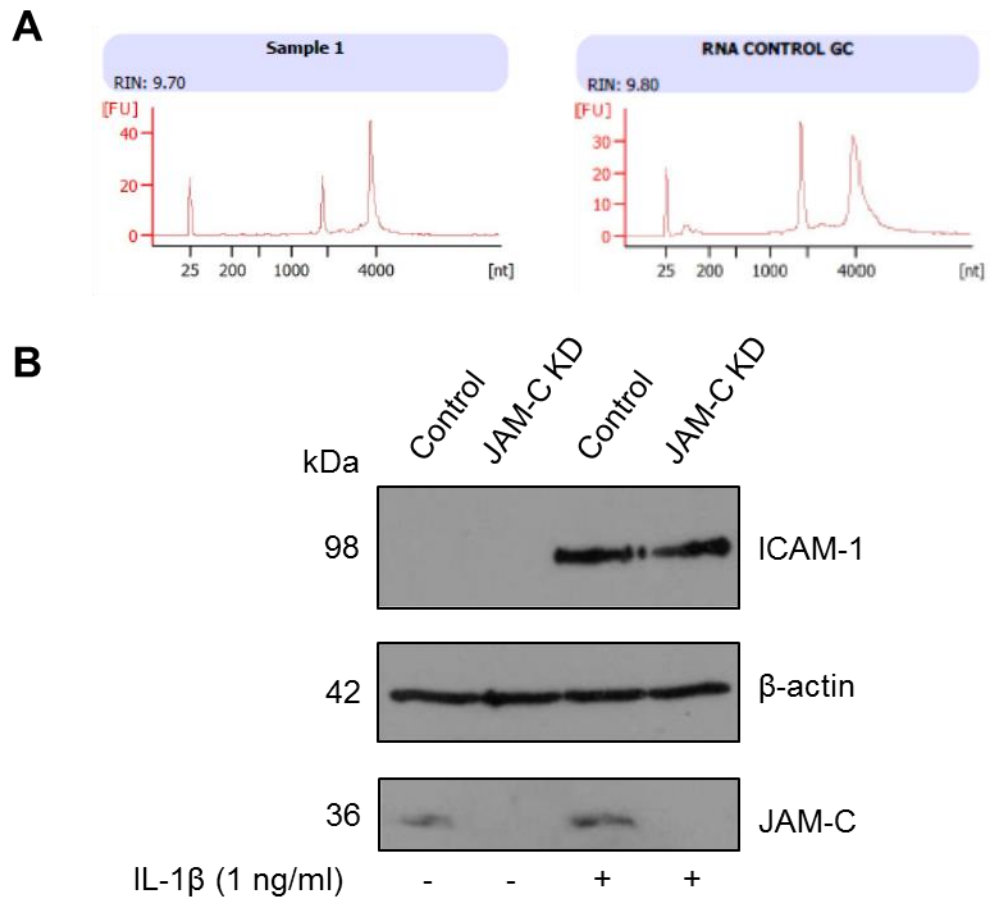 A
Sample 1
RIN: 9.70
[FU]
40
20
0
25 200 1000 4000 [nt]
RNA CONTROL GC
RIN: 9.80
[FU]
30
20
10
0
25 200 1000 4000 [nt]
B
Control JAM-C KD Control JAM-C KD
kDa
98 ICAM-1
42 β-actin
36 JAM-C
IL-1β (1 ng/ml) - - + +